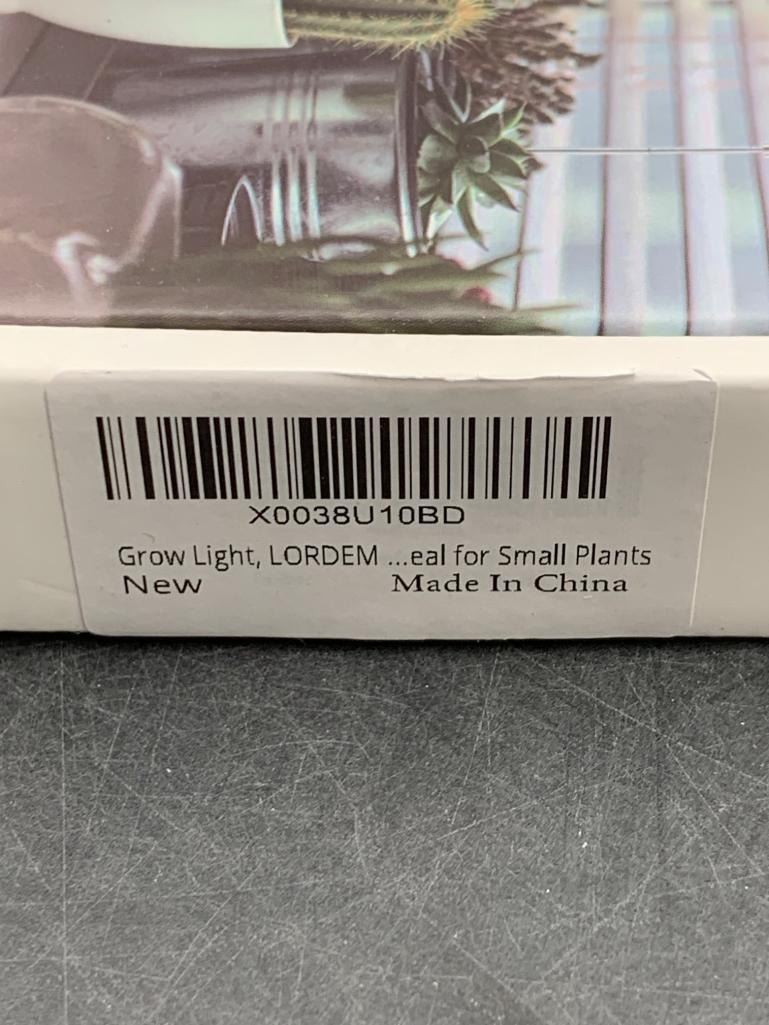 X0038U10BD
Grow Light, LORDEM ...eal for Small Plants
New Made In China